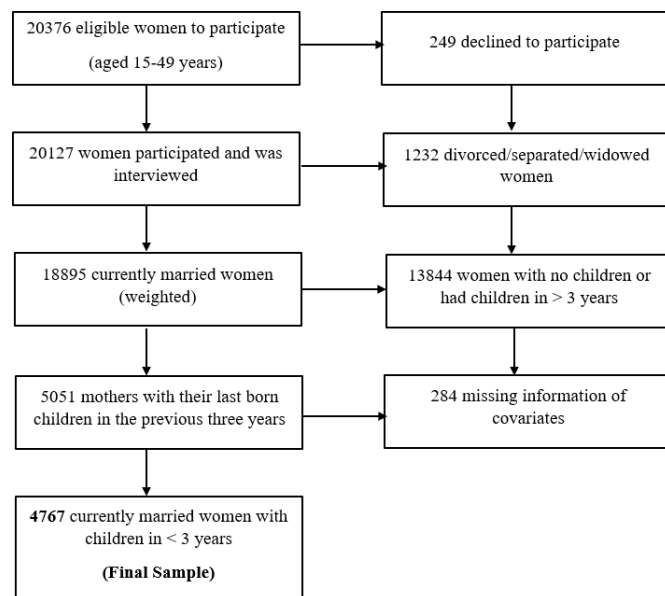 20376 eligible women to participate
(aged 15-49 years)
249 declined to participate
20127 women participated and was
interviewed
1232 divorced/separated/widowed
women
18895 currently married women
(weighted)
13844 women with no children or
had children in > 3 years
5051 mothers with their last born
children in the previous three years
284 missing information of
covariates
4767 currently married women with
children in < 3 years
(Final Sample)